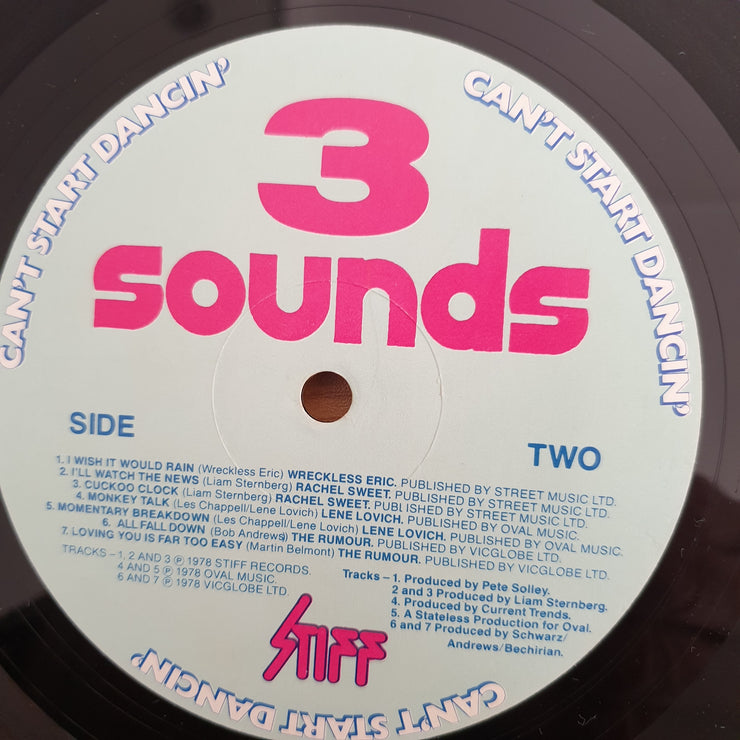 CAN'T START DANCIN'
CAN'T START DANCIN'
3
sounds
SIDE
TWO
1. I WISH IT WOULD RAIN (Wreckless Eric) WRECKLESS ERIC. PUBLISHED BY STREET MUSIC LTD.
2. I'LL WATCH THE NEWS (Liam Sternberg) RACHEL SWEET. PUBLISHED BY STREET MUSIC LTD.
3. CUCKOO CLOCK (Liam Sternberg) RACHEL SWEET. PUBLISHED BY STREET MUSIC LTD.
4. MONKEY TALK (Les Chappell/Lene Lovich) LENE LOVICH. PUBLISHED BY OVAL MUSIC.
5. MOMENTARY BREAKDOWN (Les Chappell/Lene Lovich) LENE LOVICH. PUBLISHED BY OVAL MUSIC.
6. ALL FALL DOWN (Bob Andrews) THE RUMOUR. PUBLISHED BY VICGLOBE LTD.
7. LOVING YOU IS FAR TOO EASY (Martin Belmont) THE RUMOUR. PUBLISHED BY VICGLOBE LTD.
TRACKS – 1, 2 AND 3 ℗ 1978 STIFF RECORDS.
4 AND 5 ℗ 1978 OVAL MUSIC.
6 AND 7 ℗ 1978 VICGLOBE LTD.
Tracks – 1. Produced by Pete Solley.
2 and 3 Produced by Liam Sternberg.
4. Produced by Current Trends.
5. A Stateless Production for Oval.
6 and 7 Produced by Schwarz/
Andrews/Bechirian.
STIFF
CAN'T START DANCIN'
CAN'T START DANCIN'